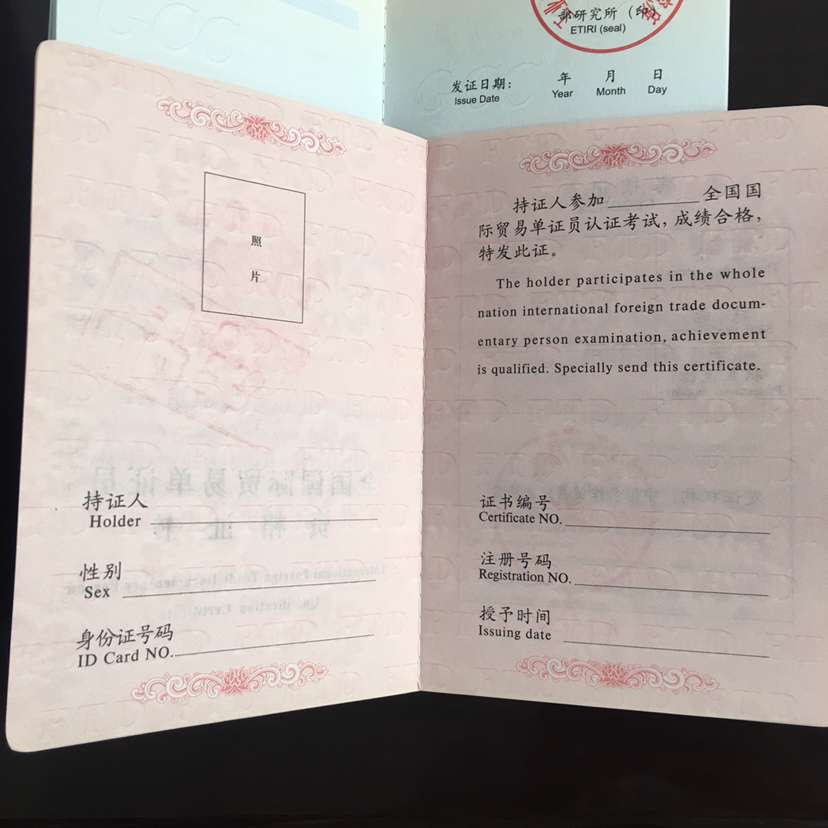 部研究所（印）
ETIRI (seal)
发证日期： 年 月 日
Issue Date Year Month Day
照
片
持证人
Holder
性别
Sex
身份证号码
ID Card NO.
持证人参加 全国国
际贸易单证员认证考试，成绩合格，
特发此证。
The holder participates in the whole
nation international foreign trade docum-
entary person examination, achievement
is qualified. Specially send this certificate.
证书编号
Certificate NO.
注册号码
Registration NO.
授予时间
Issuing date